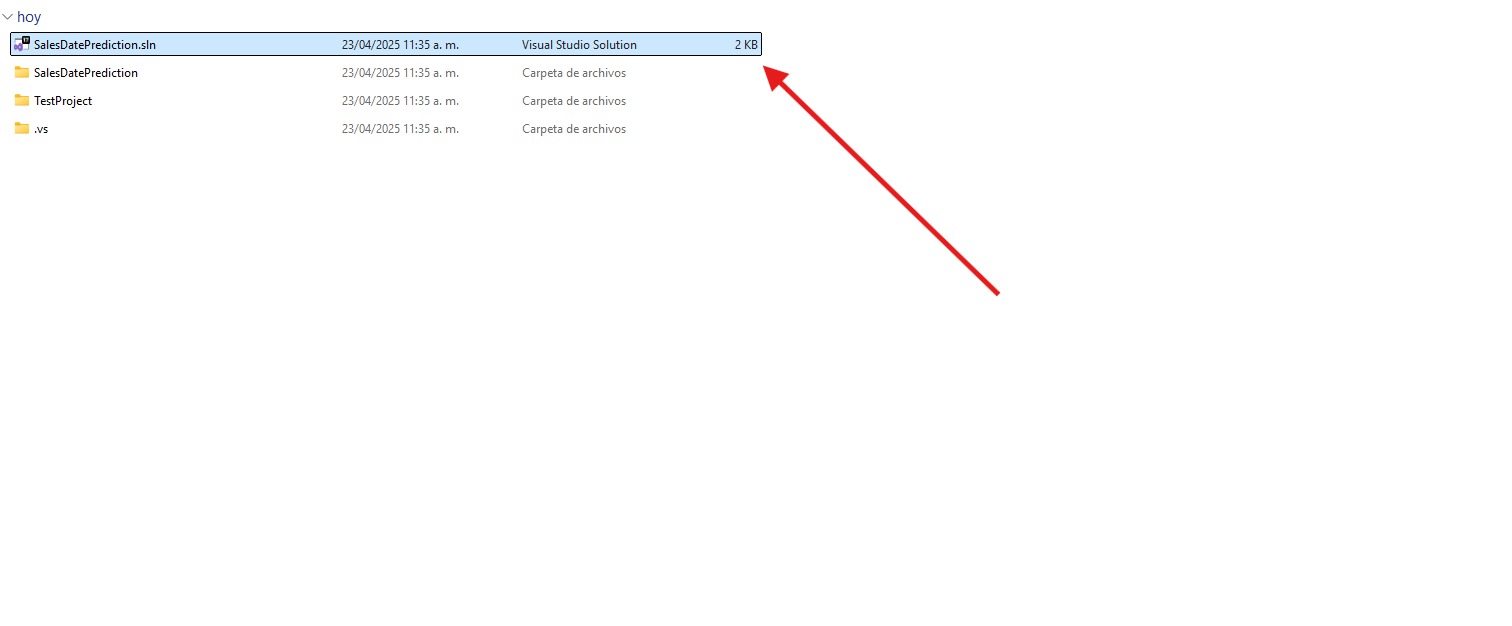 hoy
SalesDatePrediction.sln 23/04/2025 11:35 a. m. Visual Studio Solution 2 KB
SalesDatePrediction 23/04/2025 11:35 a. m. Carpeta de archivos
TestProject 23/04/2025 11:35 a. m. Carpeta de archivos
.vs 23/04/2025 11:35 a. m. Carpeta de archivos